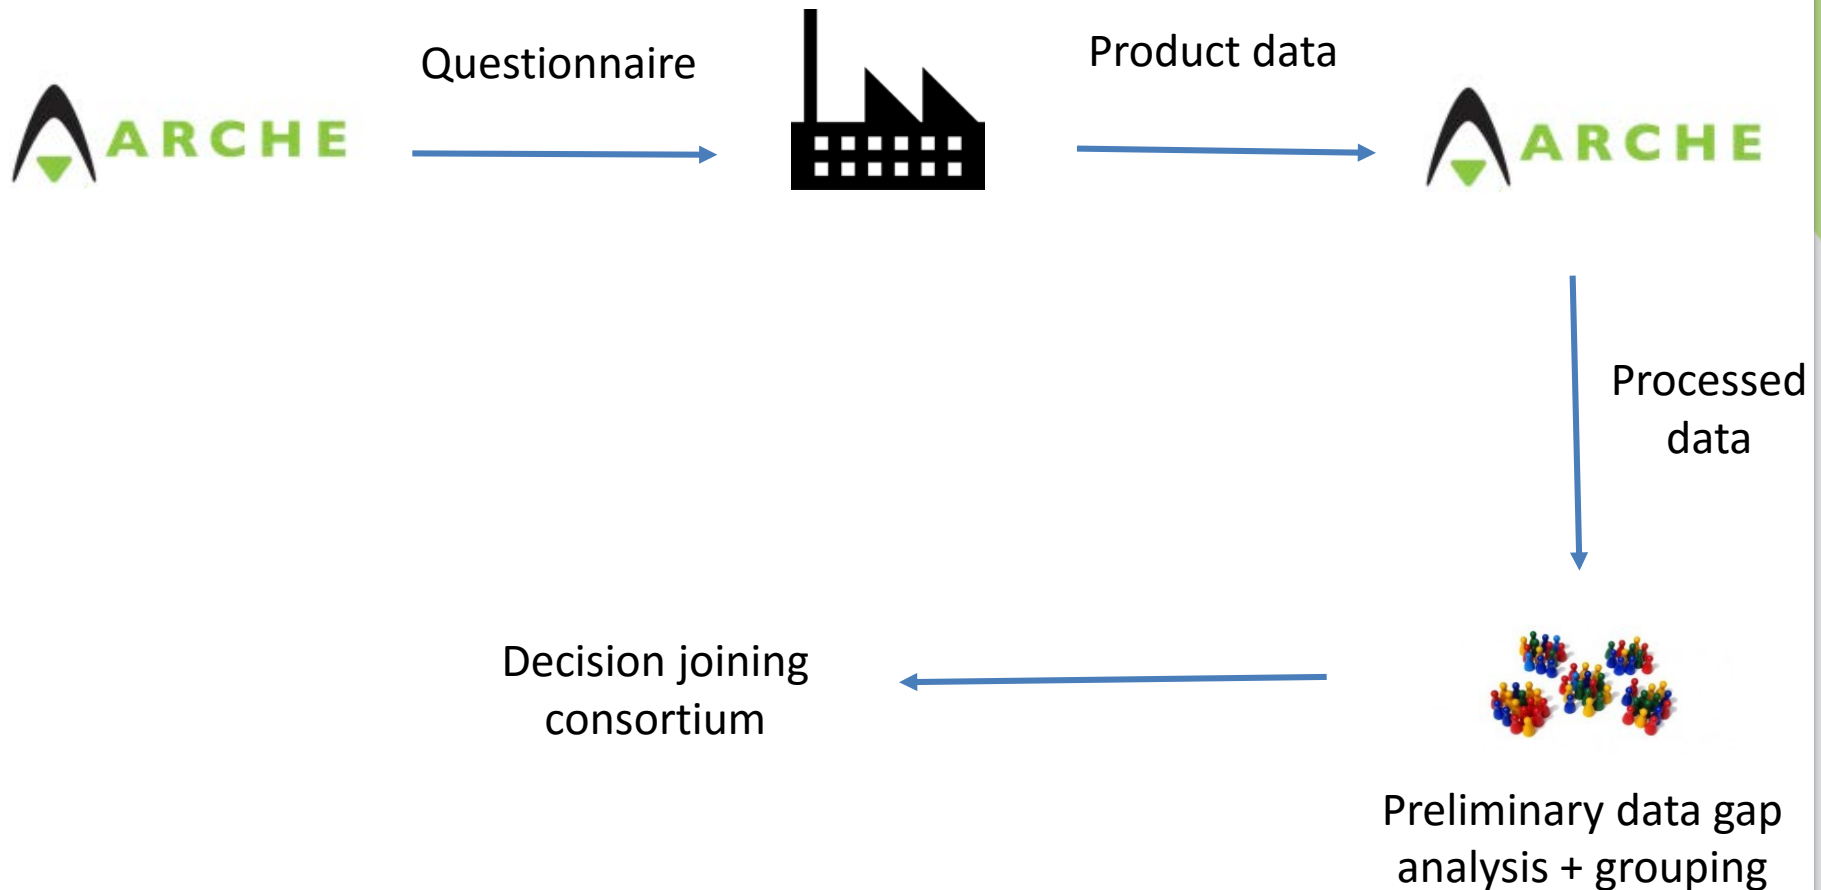 Questionnaire
Product data
ARCHE
ARCHE
Processed
data
Decision joining
consortium
Preliminary data gap
analysis + grouping